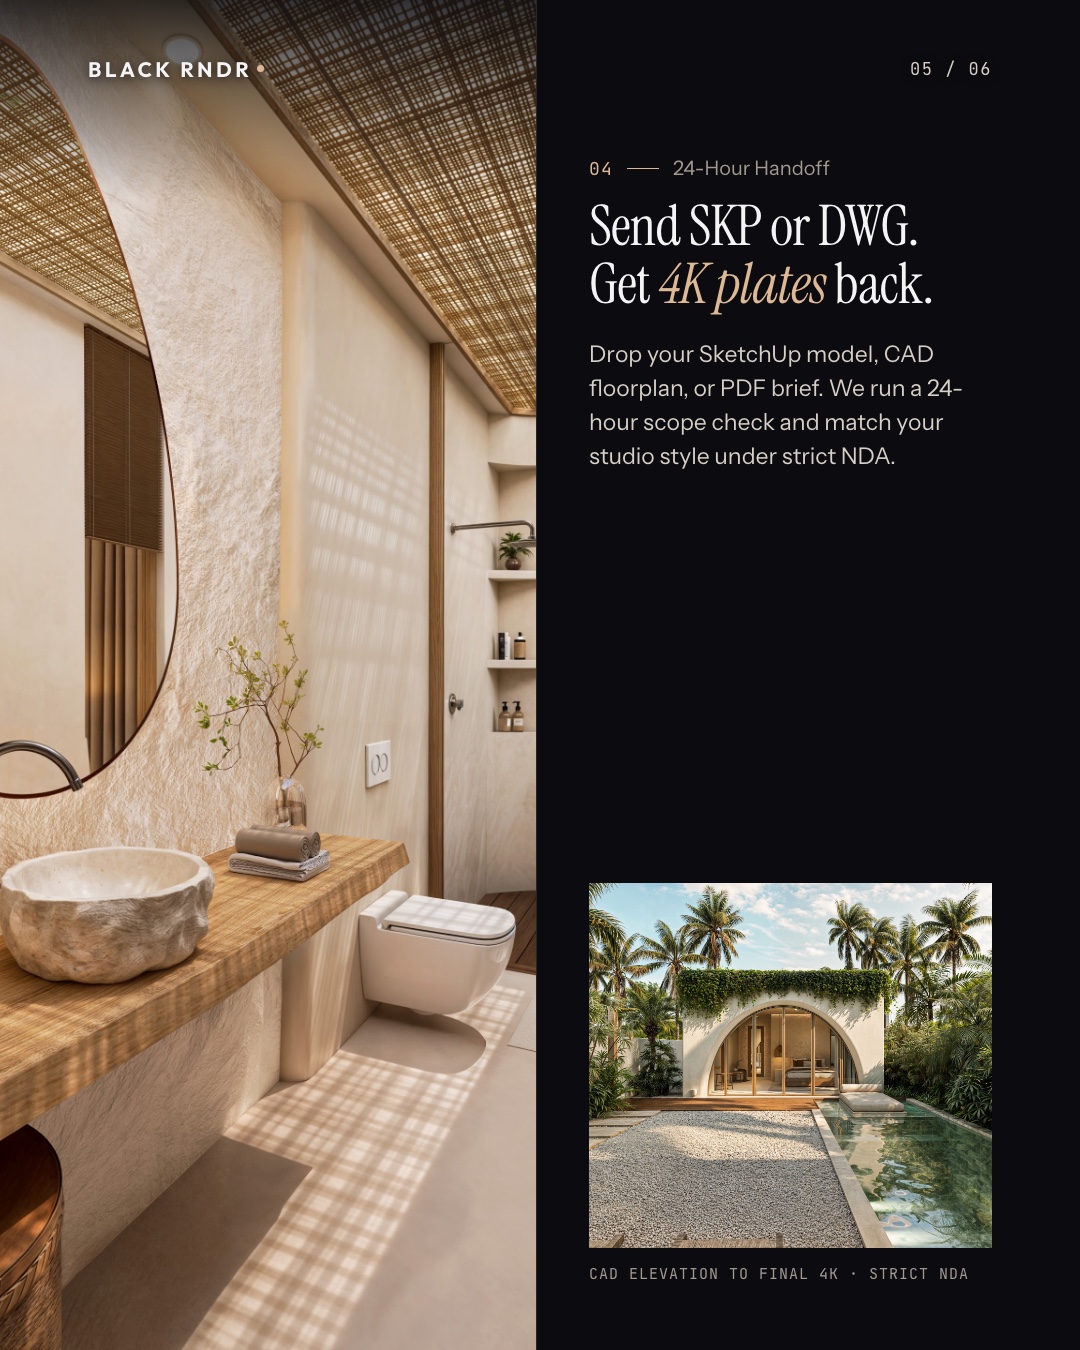 BLACK RNDR
05 / 06
04 — 24-Hour Handoff
Send SKP or DWG.
Get 4K plates back.
Drop your SketchUp model, CAD
floorplan, or PDF brief. We run a 24-
hour scope check and match your
studio style under strict NDA.
CAD ELEVATION TO FINAL 4K · STRICT NDA